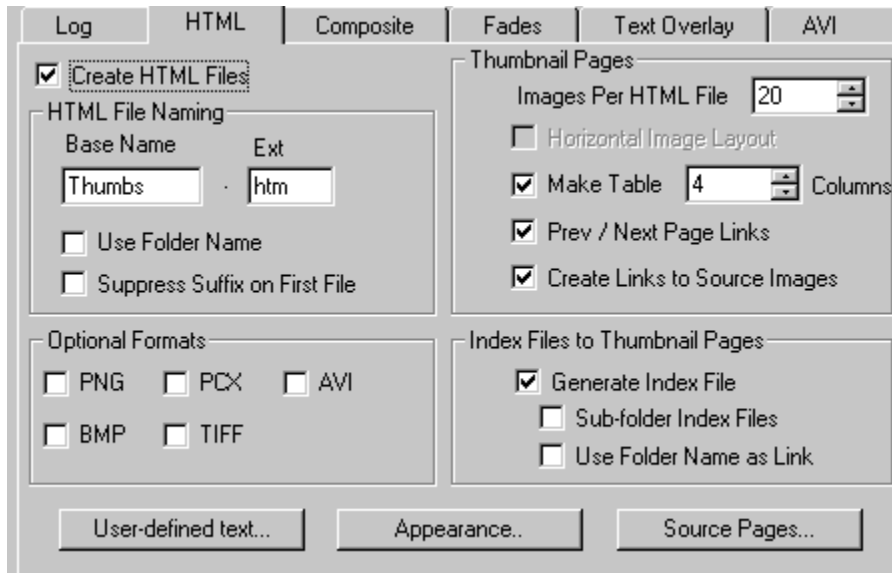 Log HTML Composite Fades Text Overlay AVI
Create HTML Files
HTML File Naming
Base Name Ext
Thumbs . htm
Use Folder Name
Suppress Suffix on First File
Thumbnail Pages
Images Per HTML File 20
Horizontal Image Layout
Make Table 4 Columns
Prev / Next Page Links
Create Links to Source Images
Optional Formats
PNG PCX AVI
BMP TIFF
Index Files to Thumbnail Pages
Generate Index File
Sub-folder Index Files
Use Folder Name as Link
User-defined text... Appearance.. Source Pages...